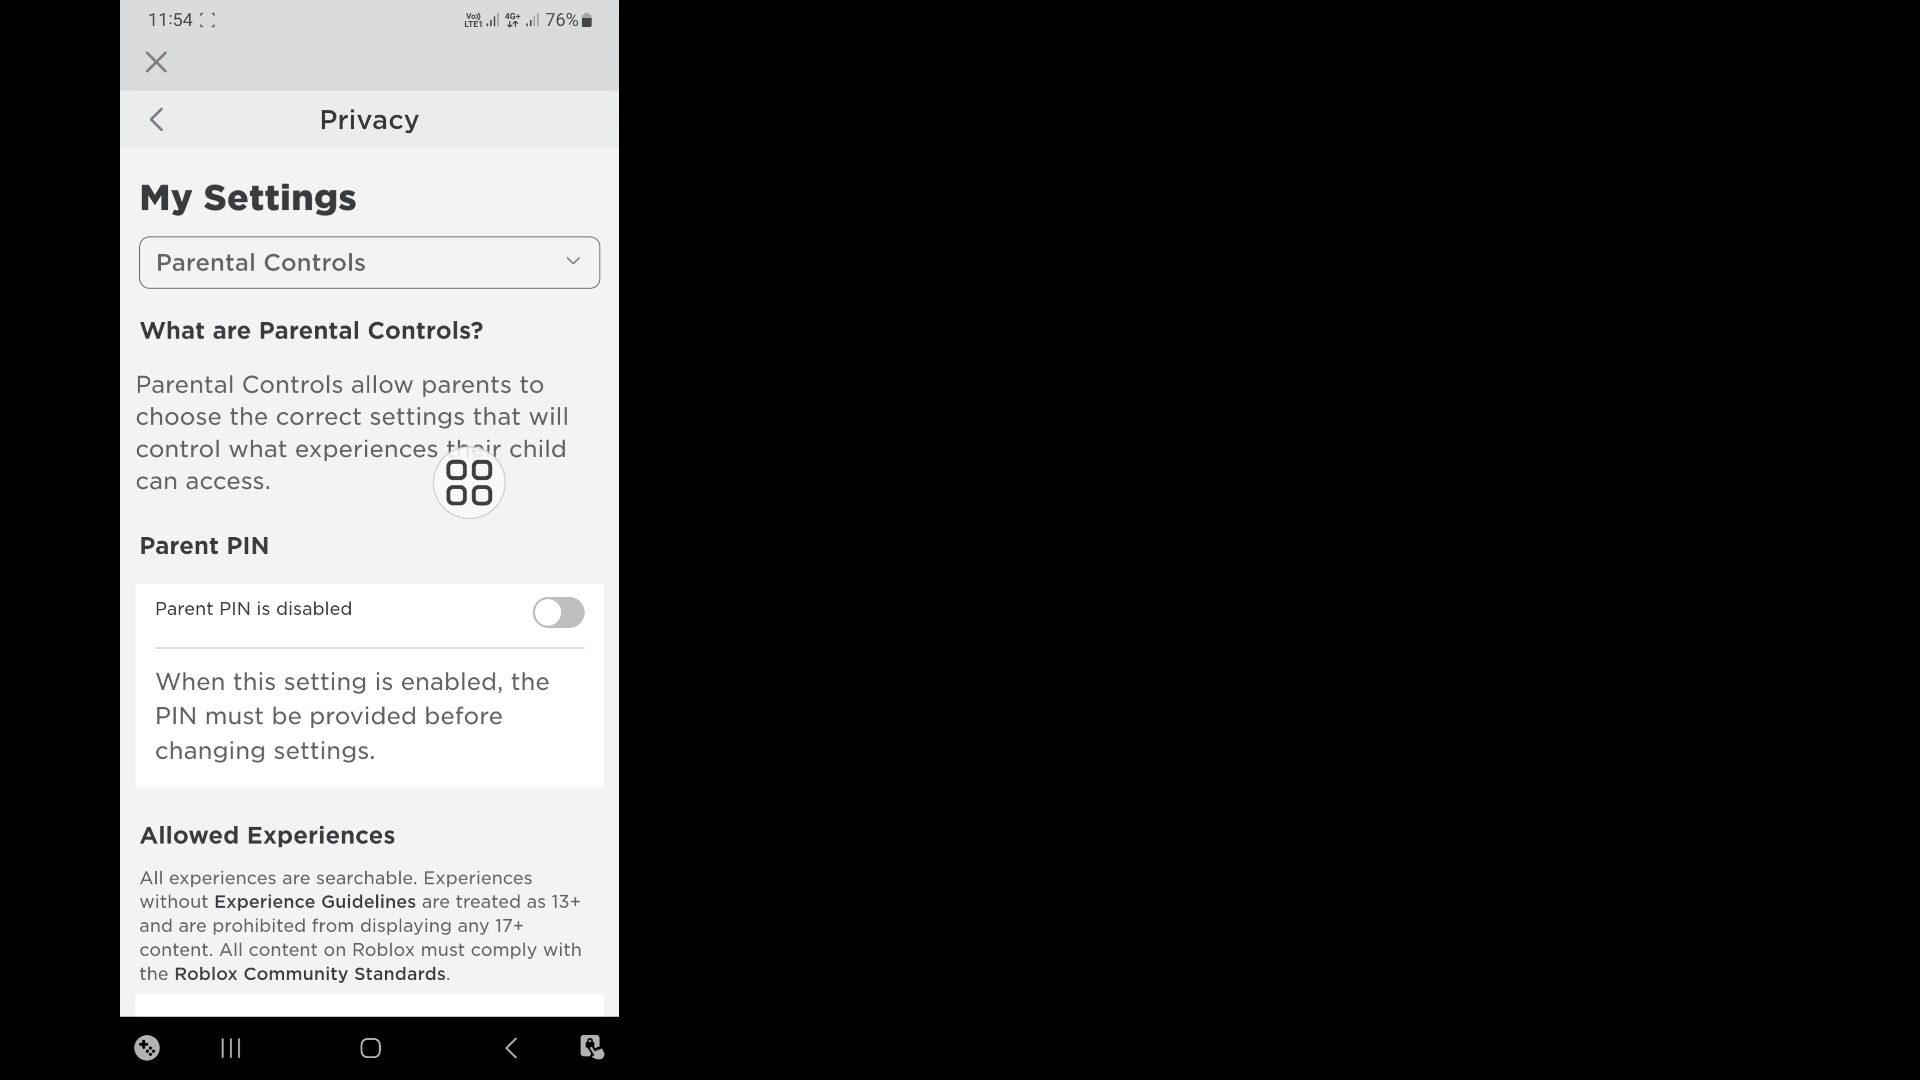 11:54 Vo)) LTE1 4G+ 76%
Privacy
My Settings
Parental Controls
What are Parental Controls?
Parental Controls allow parents to
choose the correct settings that will
control what experiences their child
can access.
Parent PIN
Parent PIN is disabled
When this setting is enabled, the
PIN must be provided before
changing settings.
Allowed Experiences
All experiences are searchable. Experiences
without Experience Guidelines are treated as 13+
and are prohibited from displaying any 17+
content. All content on Roblox must comply with
the Roblox Community Standards.